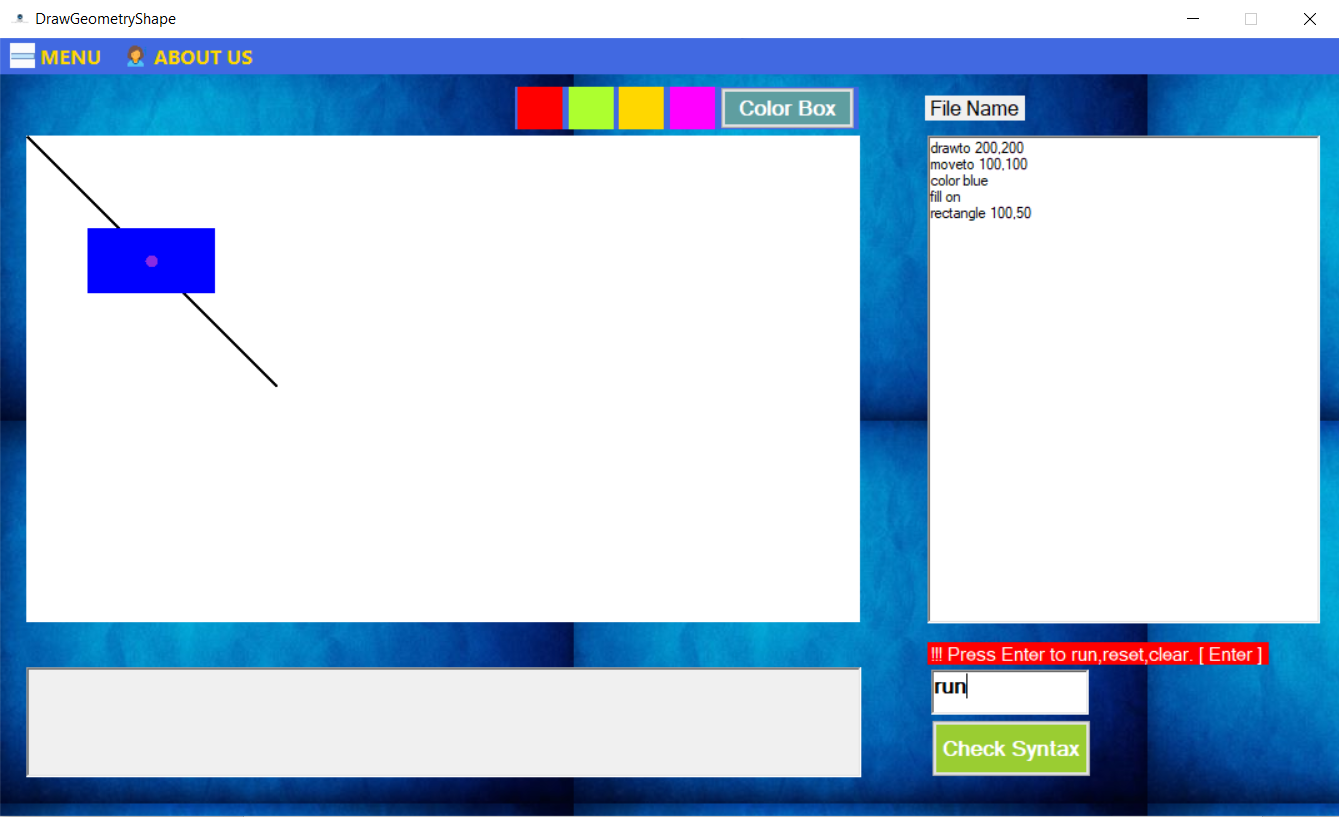 DrawGeometryShape
MENU ABOUT US
Color Box
File Name
drawto 200,200
moveto 100,100
color blue
fill on
rectangle 100,50
!!! Press Enter to run,reset,clear. [ Enter ]
run
Check Syntax